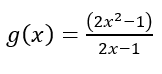 g(x) = (2x²−1) / 2x−1